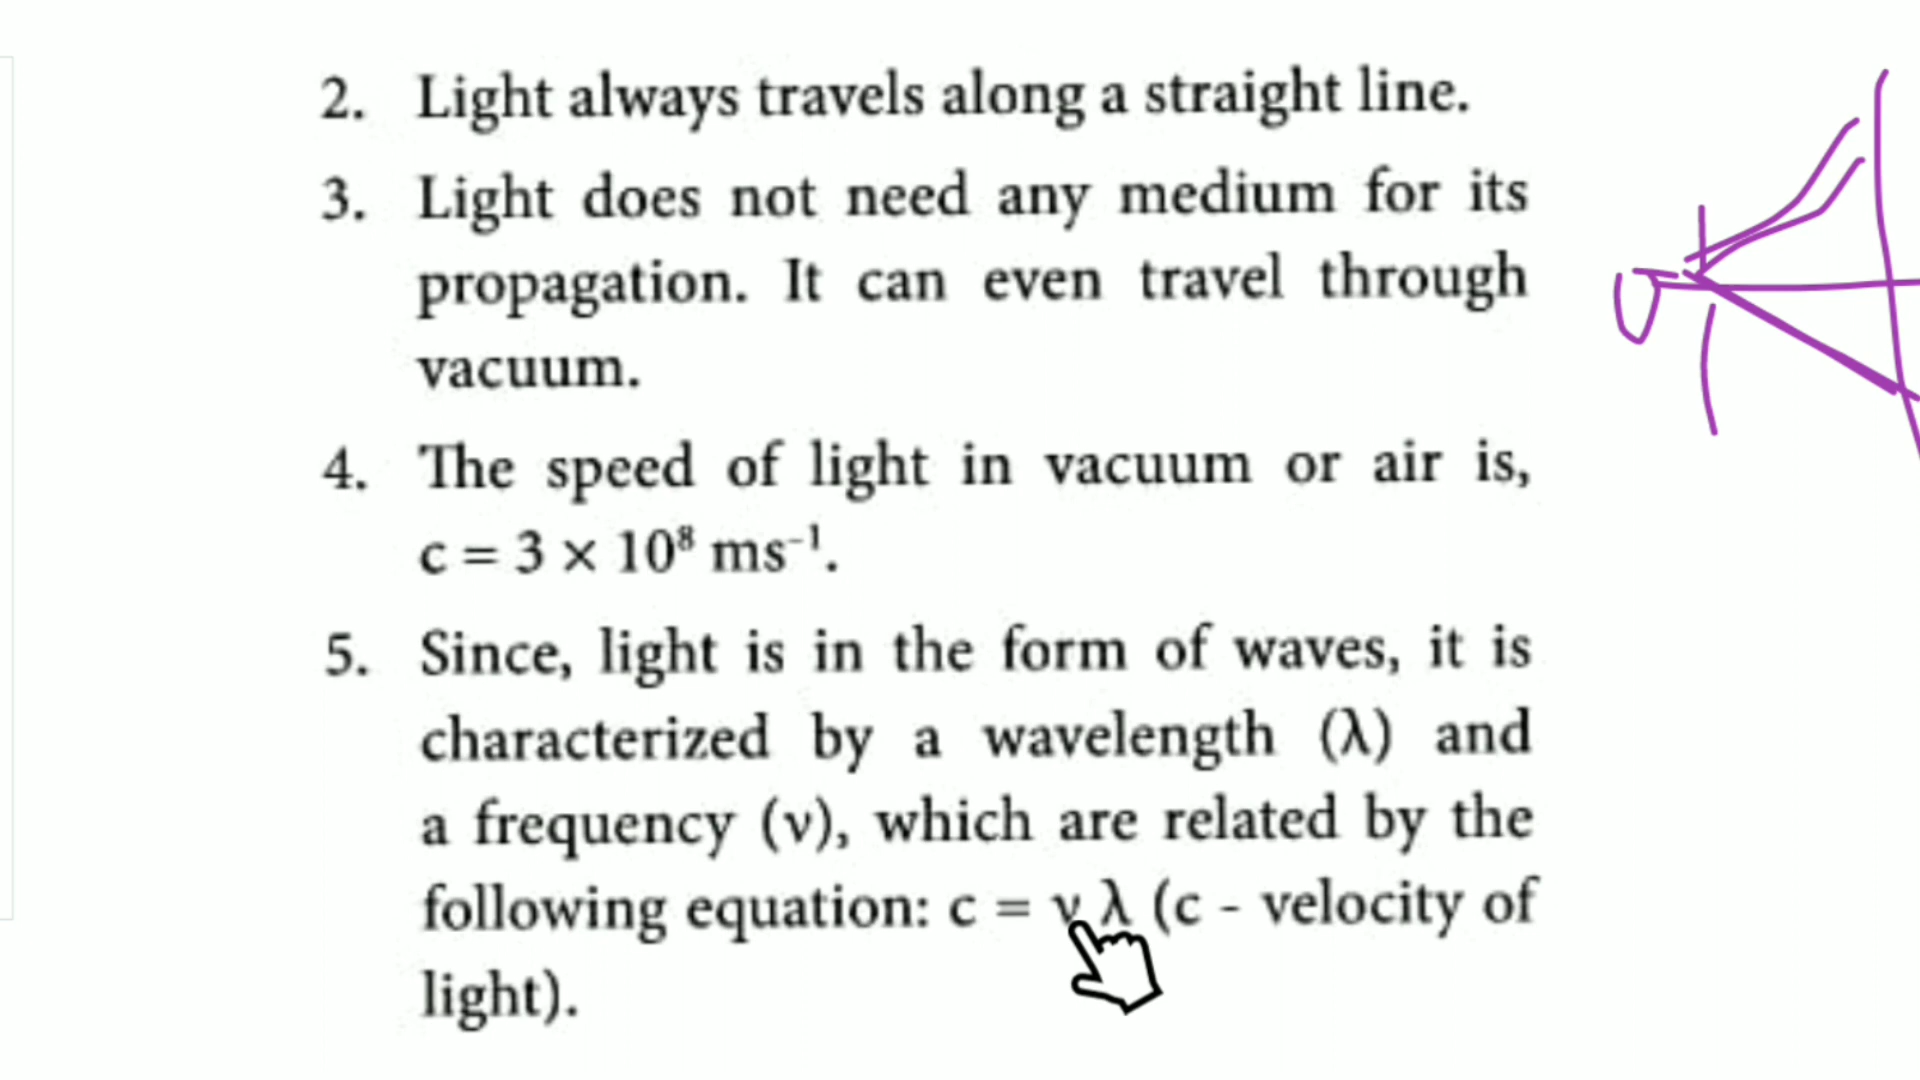 2. Light always travels along a straight line.
3. Light does not need any medium for its
propagation. It can even travel through
vacuum.
4. The speed of light in vacuum or air is,
c = 3 × 10⁸ ms⁻¹.
5. Since, light is in the form of waves, it is
characterized by a wavelength (λ) and
a frequency (ν), which are related by the
following equation: c = ν λ (c - velocity of
light).